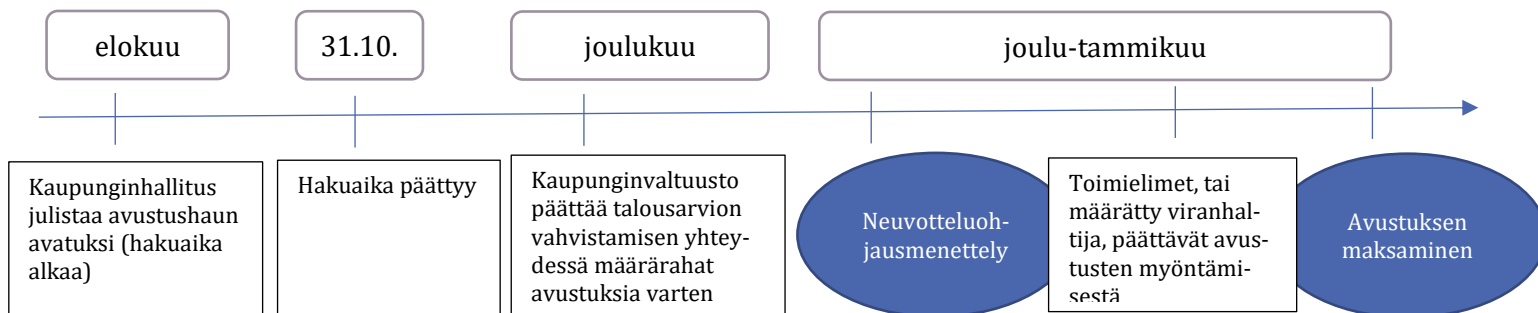 elokuu
31.10.
joulukuu
joulu-tammikuu
Kaupunginhallitus
julistaa avustushaun
avatuksi (hakuaika
alkaa)
Hakuaika päättyy
Kaupunginvaltuusto
päättää talousarvion
vahvistamisen yhtey-
dessä määrärahat
avustuksia varten
Neuvotteluoh-
jausmenettely
Toimielimet, tai
määrätty viranhal-
tija, päättävät avus-
tusten myöntämi-
sestä
Avustuksen
maksaminen